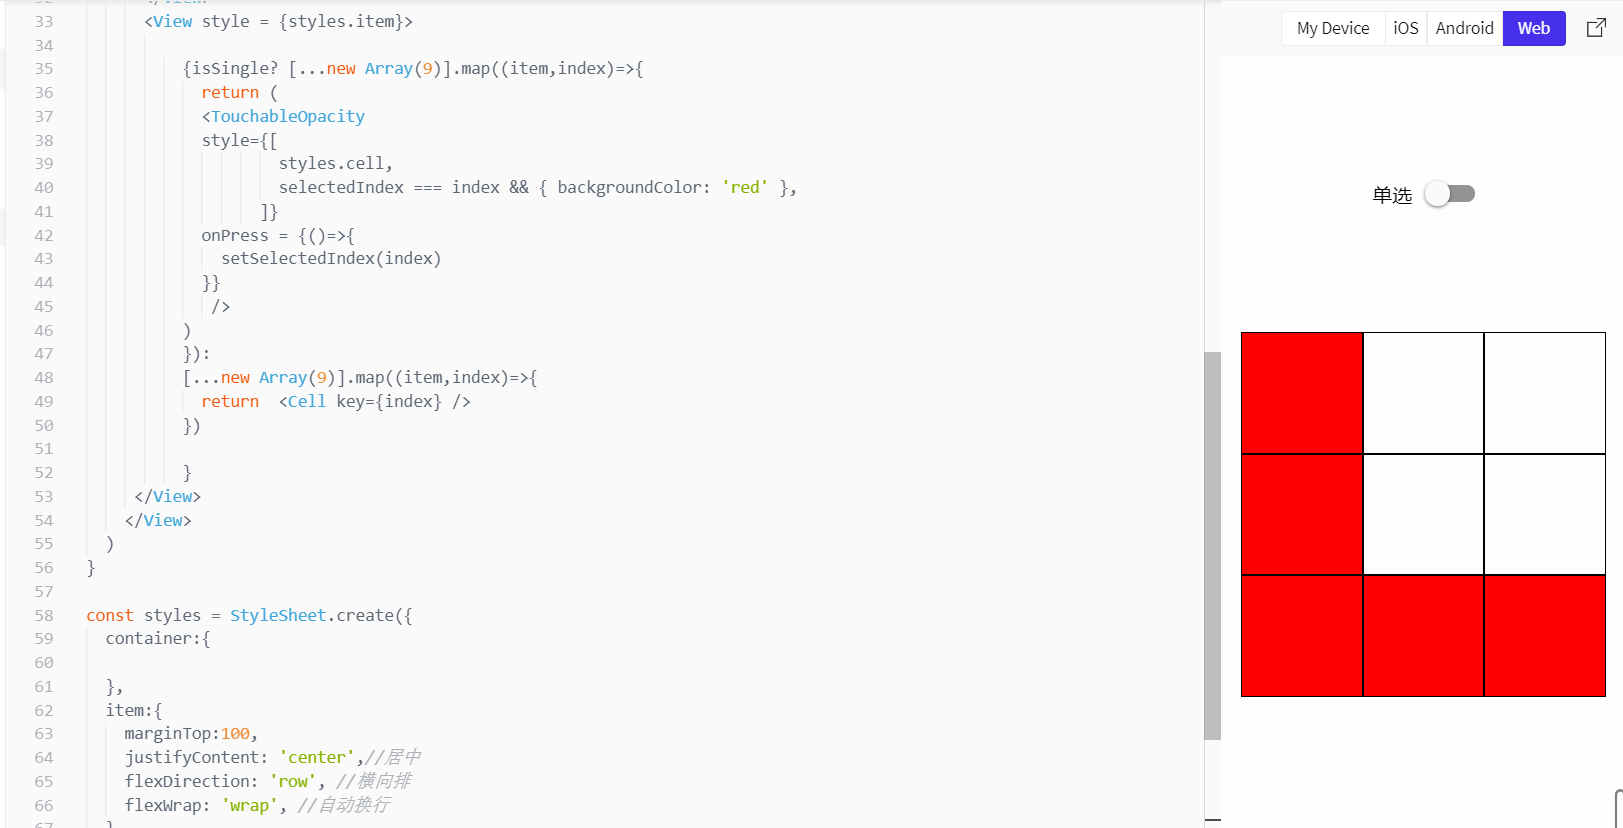 33 <View style = {styles.item}>
34
35 {isSingle? [...new Array(9)].map((item,index)=>{
36 return (
37 <TouchableOpacity
38 style={[
39 styles.cell,
40 selectedIndex === index && { backgroundColor: 'red' },
41 ]}
42 onPress = {()=>{
43 setSelectedIndex(index)
44 }}
45 />
46 )
47 }):
48 [...new Array(9)].map((item,index)=>{
49 return  <Cell key={index} />
50 })
51
52 }
53 </View>
54 </View>
55 )
56 }
57
58 const styles = StyleSheet.create({
59 container:{
60
61 },
62 item:{
63 marginTop:100,
64 justifyContent: 'center',//居中
65 flexDirection: 'row', //横向排
66 flexWrap: 'wrap', //自动换行
My Device iOS Android Web
单选